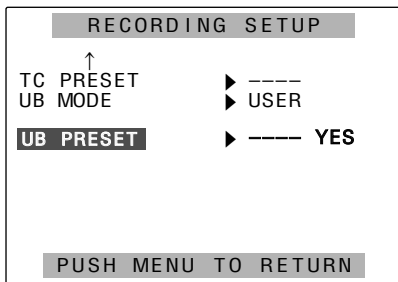 RECORDING SETUP
↑
TC PRESET ▶ ----
UB MODE ▶ USER
UB PRESET ▶ ---- YES
PUSH MENU TO RETURN